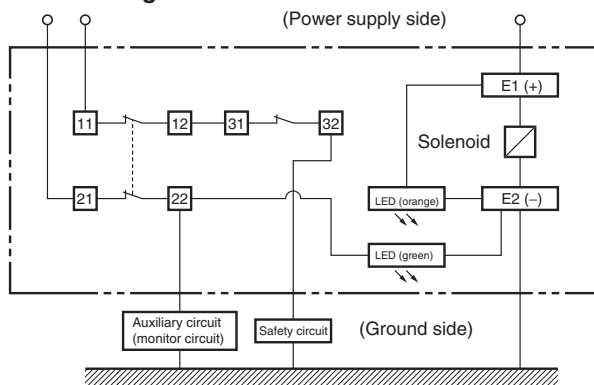 (Power supply side)
E1 (+)
11
12
31
32
Solenoid
21
22
LED (orange)
E2 (−)
LED (green)
Auxiliary circuit
(monitor circuit)
Safety circuit
(Ground side)